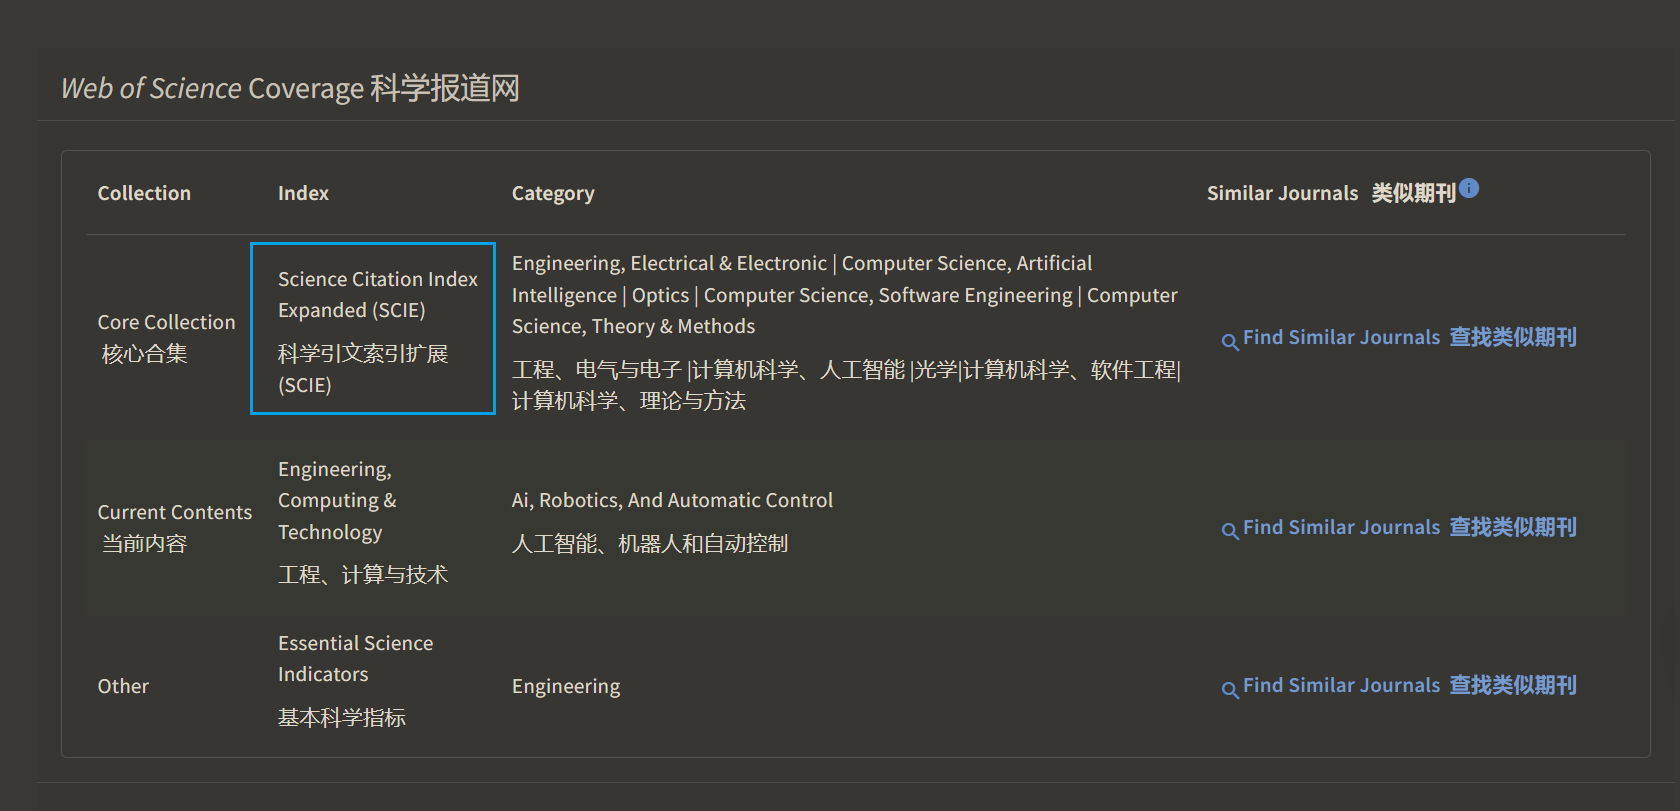 Web of Science Coverage 科学报道网
Collection
Index
Category
Similar Journals 类似期刊
Core Collection
核心合集
Science Citation Index
Expanded (SCIE)
科学引文索引扩展
(SCIE)
Engineering, Electrical & Electronic | Computer Science, Artificial
Intelligence | Optics | Computer Science, Software Engineering | Computer
Science, Theory & Methods
工程、电气与电子 |计算机科学、人工智能 |光学|计算机科学、软件工程|
计算机科学、理论与方法
Find Similar Journals 查找类似期刊
Current Contents
当前内容
Engineering,
Computing &
Technology
工程、计算与技术
Ai, Robotics, And Automatic Control
人工智能、机器人和自动控制
Find Similar Journals 查找类似期刊
Other
Essential Science
Indicators
基本科学指标
Engineering
Find Similar Journals 查找类似期刊